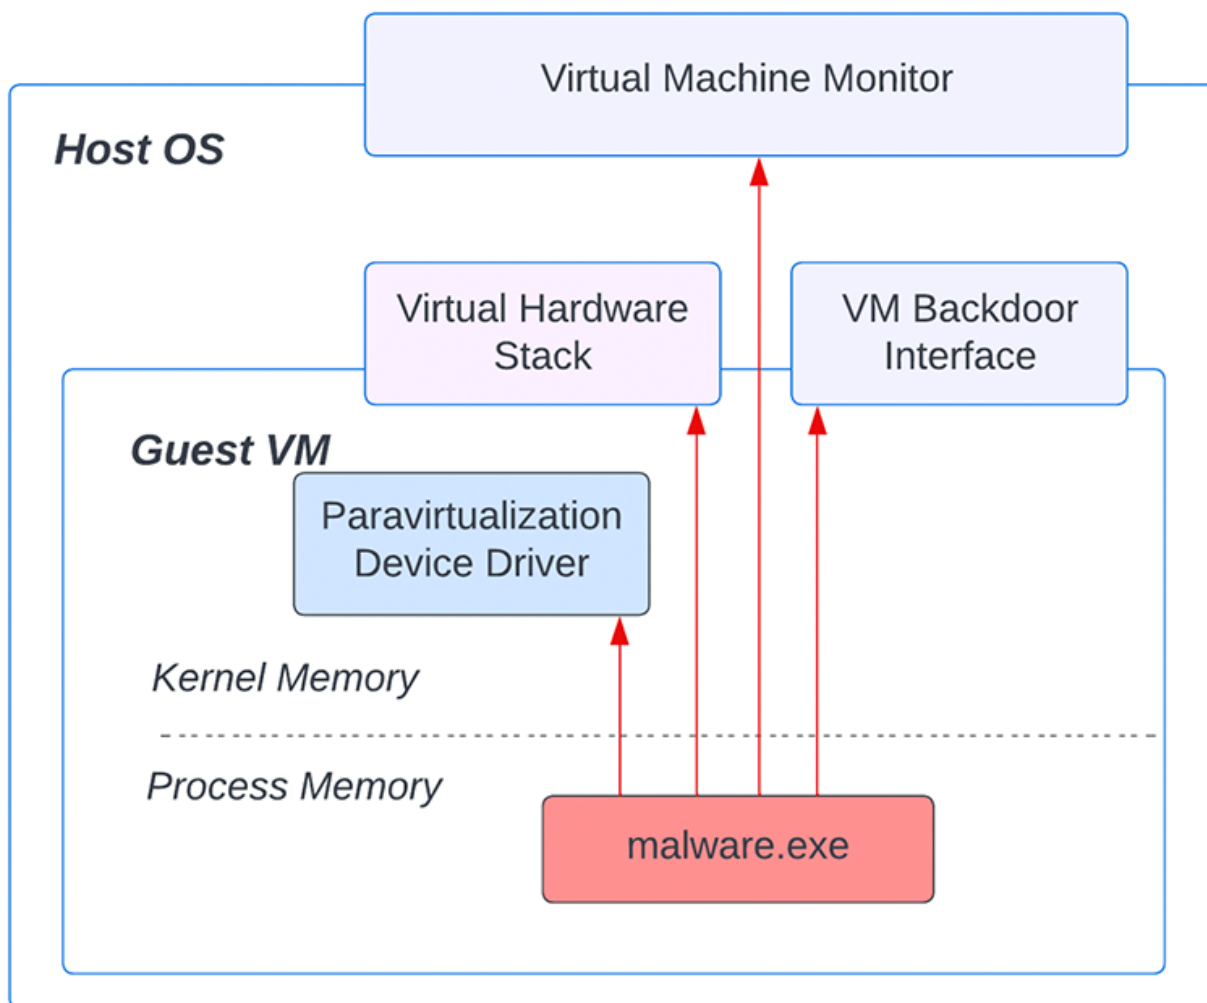 Virtual Machine Monitor
Host OS
Virtual Hardware
Stack
VM Backdoor
Interface
Guest VM
Paravirtualization
Device Driver
Kernel Memory
Process Memory
malware.exe